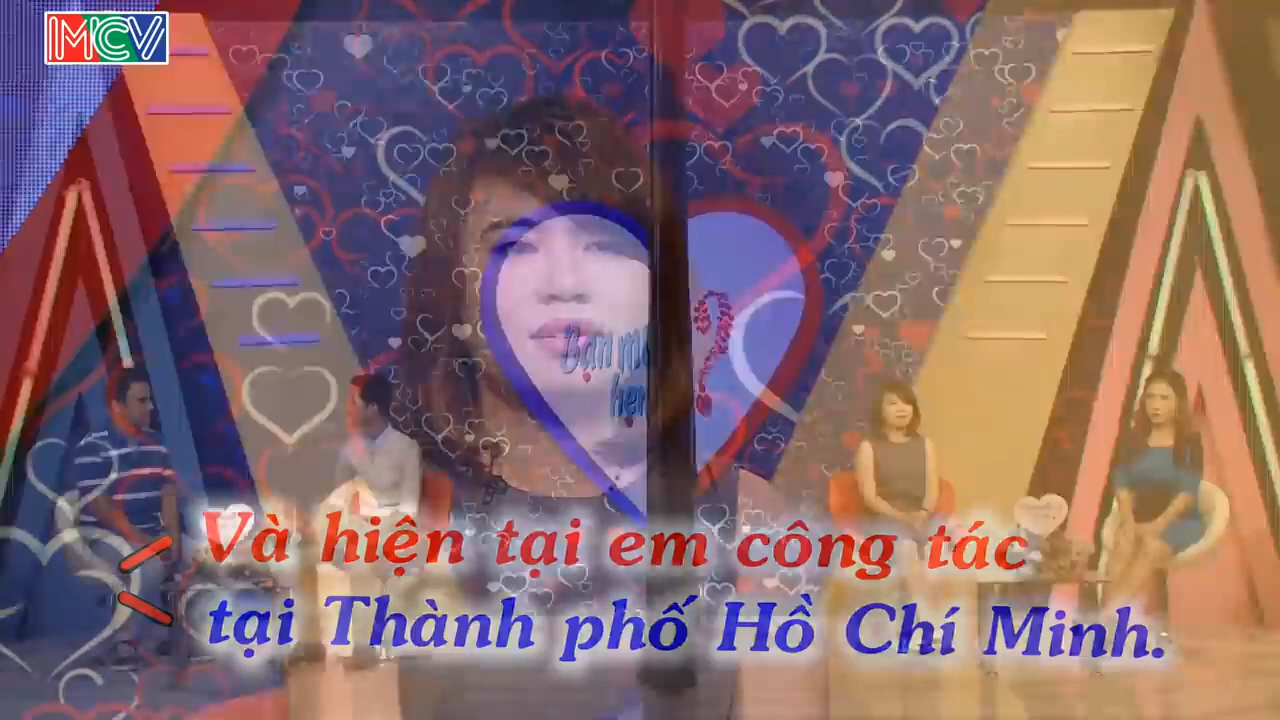 MCV
Và hiện tại em công tác
tại Thành phố Hồ Chí Minh.